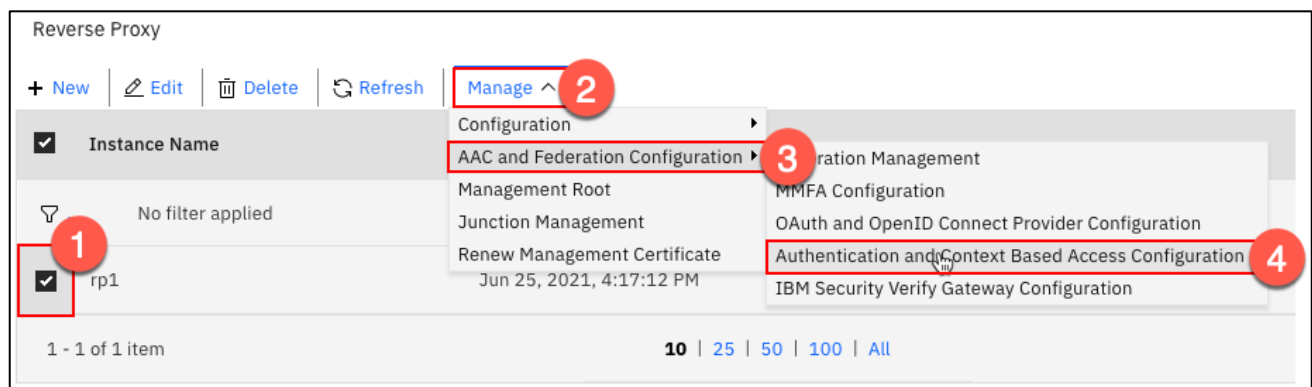 Reverse Proxy
+ New | Edit | Delete | Refresh | Manage 2
Configuration
Instance Name
AAC and Federation Configuration 3 ration Management
Management Root
MMFA Configuration
No filter applied
Junction Management
OAuth and OpenID Connect Provider Configuration
1
Renew Management Certificate
Authentication and Context Based Access Configuration 4
rp1
Jun 25, 2021, 4:17:12 PM
IBM Security Verify Gateway Configuration
1 - 1 of 1 item
10 | 25 | 50 | 100 | All